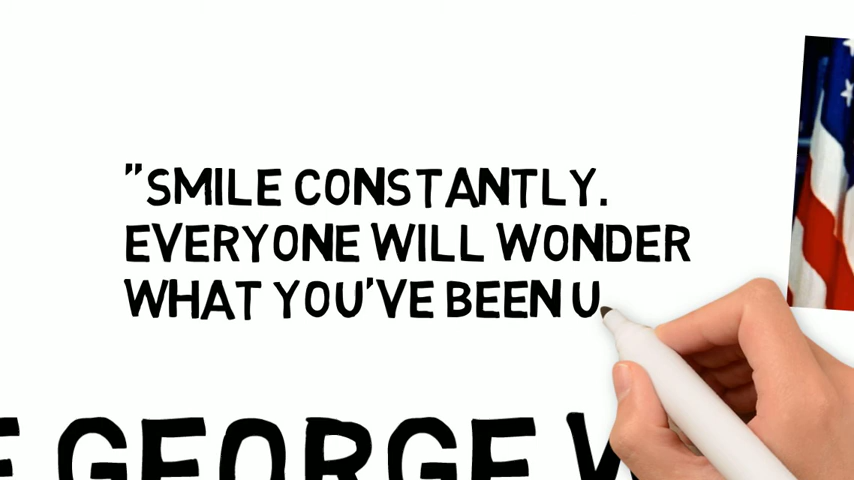 "SMILE CONSTANTLY.
EVERYONE WILL WONDER
WHAT YOU'VE BEEN U
GEORGE